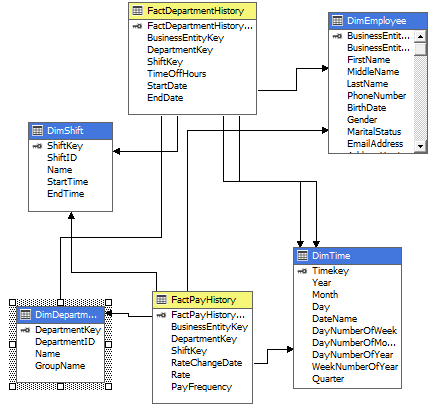 FactDepartmentHistory
FactDepartmentHistory...
BusinessEntityKey
DepartmentKey
ShiftKey
TimeOffHours
StartDate
EndDate
DimEmployee
BusinessEntit...
BusinessEntit...
FirstName
MiddleName
LastName
PhoneNumber
BirthDate
Gender
MaritalStatus
EmailAddress
DimShift
ShiftKey
ShiftID
Name
StartTime
EndTime
DimTime
Timekey
Year
Month
Day
DateName
DayNumberOfWeek
DayNumberOfMo...
DayNumberOfYear
WeekNumberOfYear
Quarter
FactPayHistory
FactPayHistory...
BusinessEntityKey
DepartmentKey
ShiftKey
RateChangeDate
Rate
PayFrequency
DimDepartm...
DepartmentKey
DepartmentID
Name
GroupName